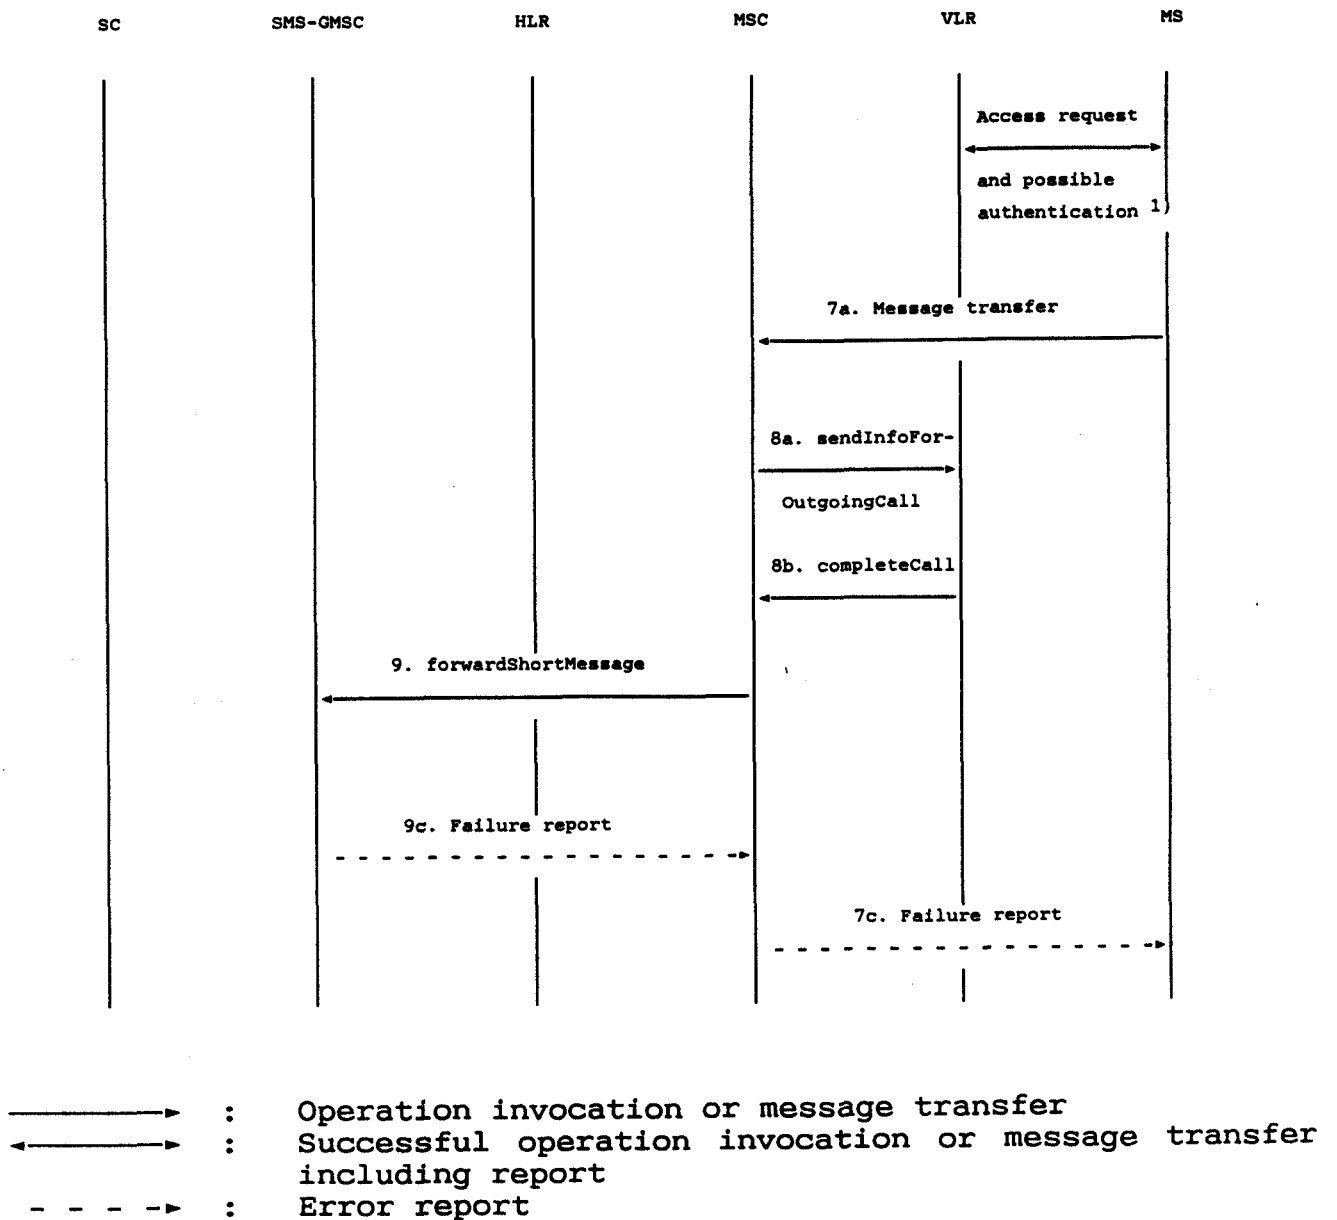 SC SMS-GMSC HLR MSC VLR MS
Access request
and possible
authentication 1)
7a. Message transfer
8a. sendInfoFor-
OutgoingCall
8b. completeCall
9. forwardShortMessage
9c. Failure report
7c. Failure report
: Operation invocation or message transfer
: Successful operation invocation or message transfer
including report
: Error report